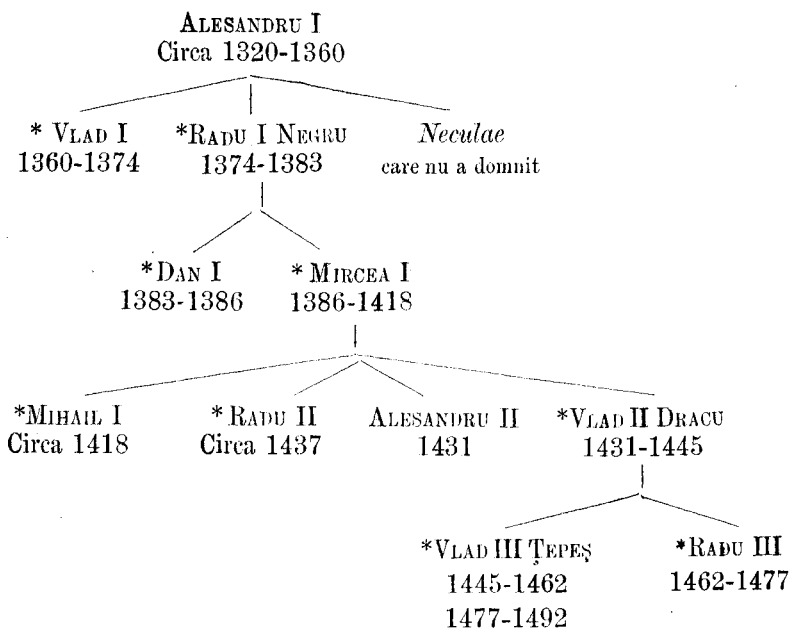 ALESANDRU I
Circa 1320-1360
* VLAD I *RADU I NEGRU Neculae
1360-1374 1374-1383 care nu a domnit
*DAN I * MIRCEA I
1383-1386 1386-1418
*MIHAIL I *RADU II ALESANDRU II *VLAD II DRACU
Circa 1418 Circa 1437 1431 1431-1445
*VLAD III ȚEPEȘ *RADU III
1445-1462 1462-1477
1477-1492